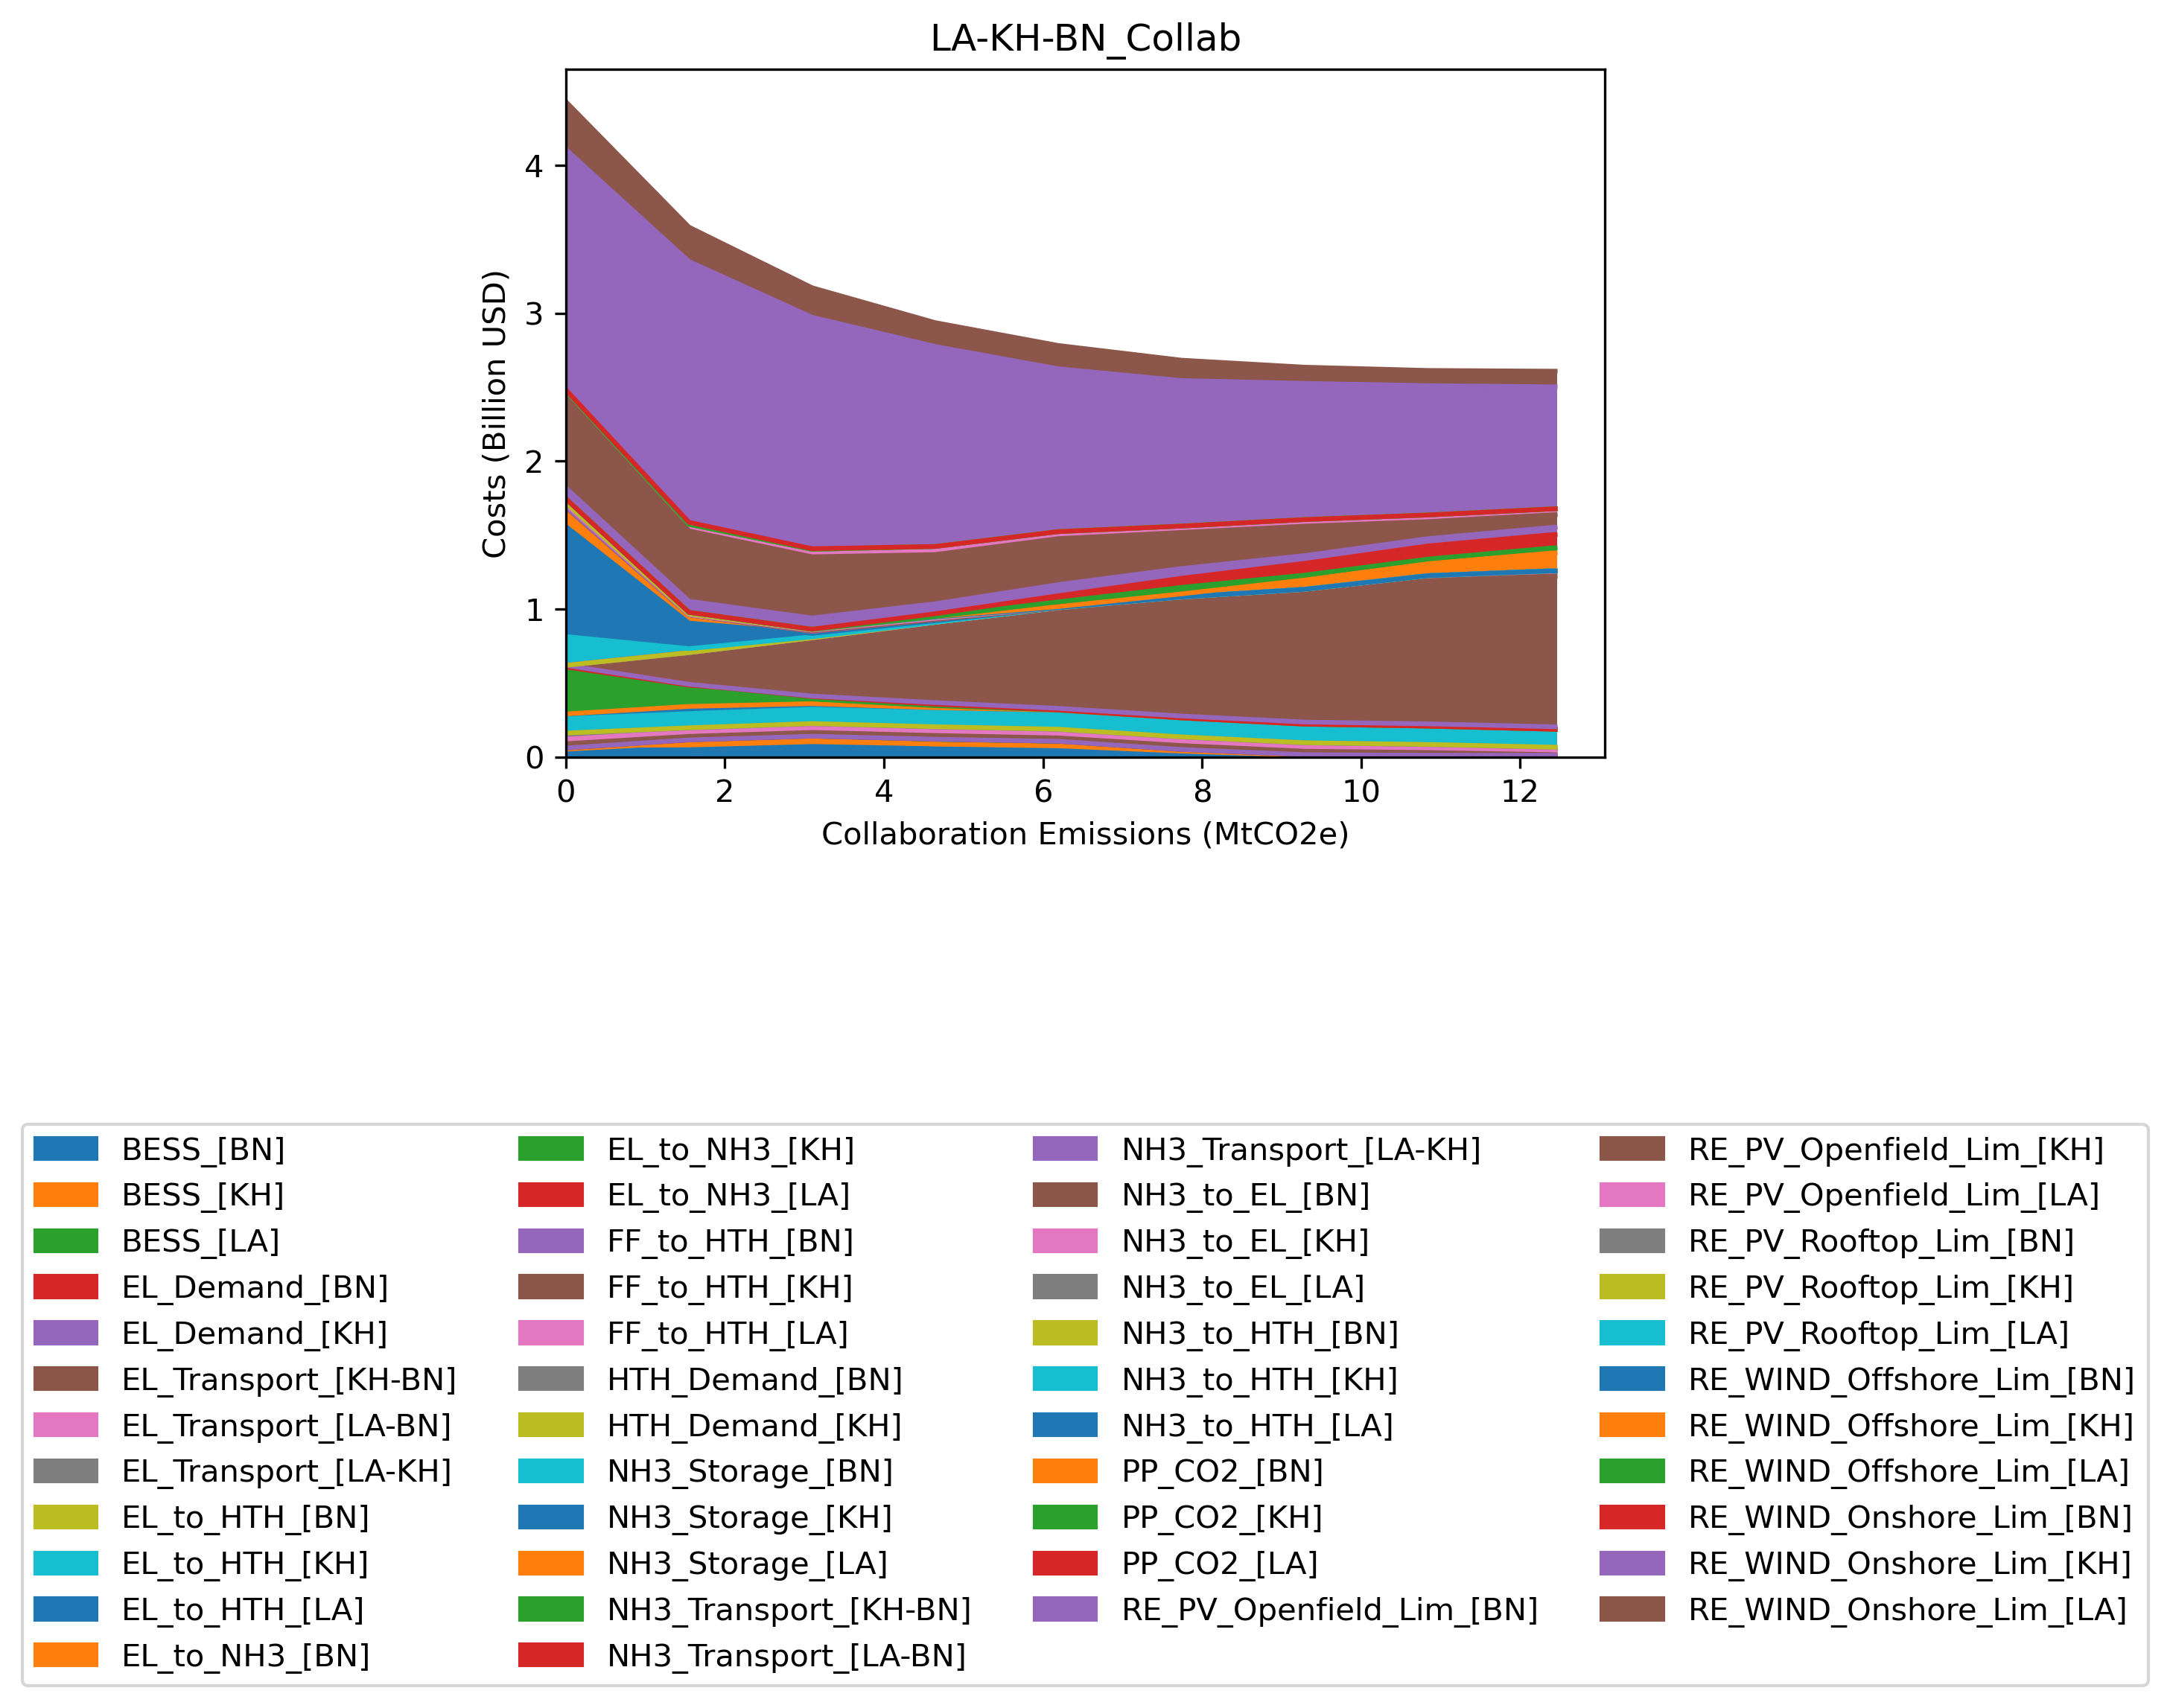 LA-KH-BN_Collab
Costs (Billion USD)
4
3
2
1
0
0 2 4 6 8 10 12
Collaboration Emissions (MtCO2e)
BESS_[BN]
BESS_[KH]
BESS_[LA]
EL_Demand_[BN]
EL_Demand_[KH]
EL_Transport_[KH-BN]
EL_Transport_[LA-BN]
EL_Transport_[LA-KH]
EL_to_HTH_[BN]
EL_to_HTH_[KH]
EL_to_HTH_[LA]
EL_to_NH3_[BN]
EL_to_NH3_[KH]
EL_to_NH3_[LA]
FF_to_HTH_[BN]
FF_to_HTH_[KH]
FF_to_HTH_[LA]
HTH_Demand_[BN]
HTH_Demand_[KH]
NH3_Storage_[BN]
NH3_Storage_[KH]
NH3_Storage_[LA]
NH3_Transport_[KH-BN]
NH3_Transport_[LA-BN]
NH3_Transport_[LA-KH]
NH3_to_EL_[BN]
NH3_to_EL_[KH]
NH3_to_EL_[LA]
NH3_to_HTH_[BN]
NH3_to_HTH_[KH]
NH3_to_HTH_[LA]
PP_CO2_[BN]
PP_CO2_[KH]
PP_CO2_[LA]
RE_PV_Openfield_Lim_[BN]
RE_PV_Openfield_Lim_[KH]
RE_PV_Openfield_Lim_[LA]
RE_PV_Rooftop_Lim_[BN]
RE_PV_Rooftop_Lim_[KH]
RE_PV_Rooftop_Lim_[LA]
RE_WIND_Offshore_Lim_[BN]
RE_WIND_Offshore_Lim_[KH]
RE_WIND_Offshore_Lim_[LA]
RE_WIND_Onshore_Lim_[BN]
RE_WIND_Onshore_Lim_[KH]
RE_WIND_Onshore_Lim_[LA]